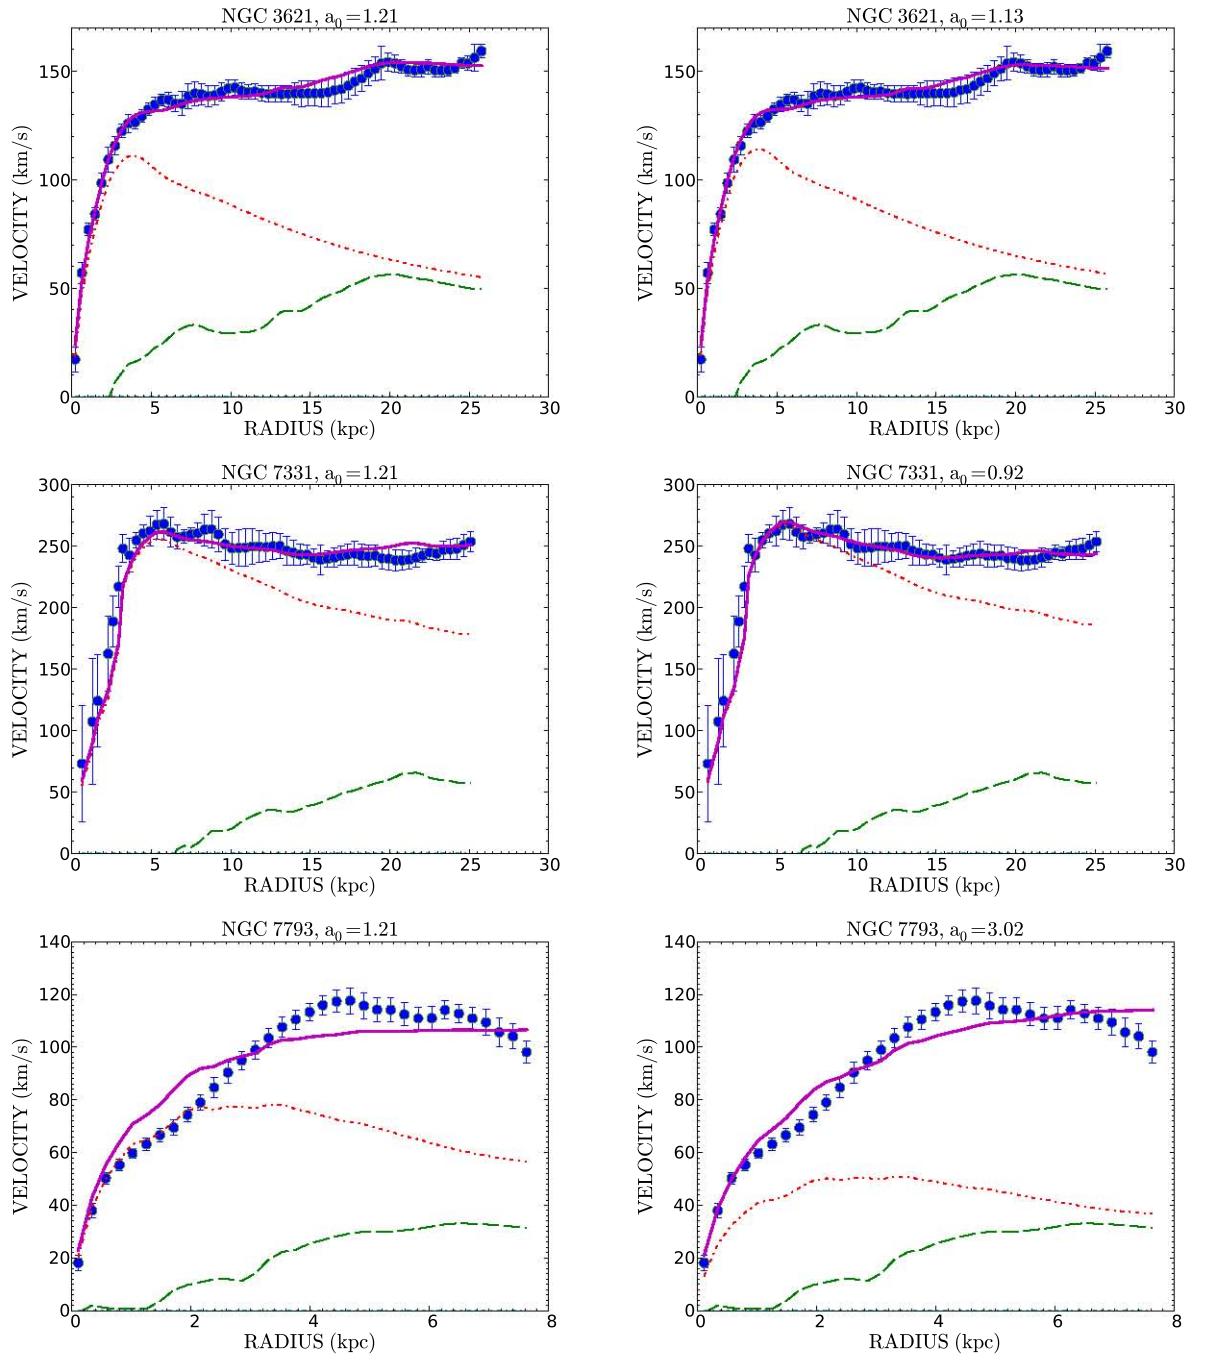 NGC 3621, a0=1.21
VELOCITY (km/s)
150
100
50
0
0 5 10 15 20 25 30
RADIUS (kpc)
NGC 3621, a0=1.13
VELOCITY (km/s)
150
100
50
0
0 5 10 15 20 25 30
RADIUS (kpc)
NGC 7331, a0=1.21
VELOCITY (km/s)
300
250
200
150
100
50
0
0 5 10 15 20 25 30
RADIUS (kpc)
NGC 7331, a0=0.92
VELOCITY (km/s)
300
250
200
150
100
50
0
0 5 10 15 20 25 30
RADIUS (kpc)
NGC 7793, a0=1.21
VELOCITY (km/s)
140
120
100
80
60
40
20
0
0 2 4 6 8
RADIUS (kpc)
NGC 7793, a0=3.02
VELOCITY (km/s)
140
120
100
80
60
40
20
0
0 2 4 6 8
RADIUS (kpc)